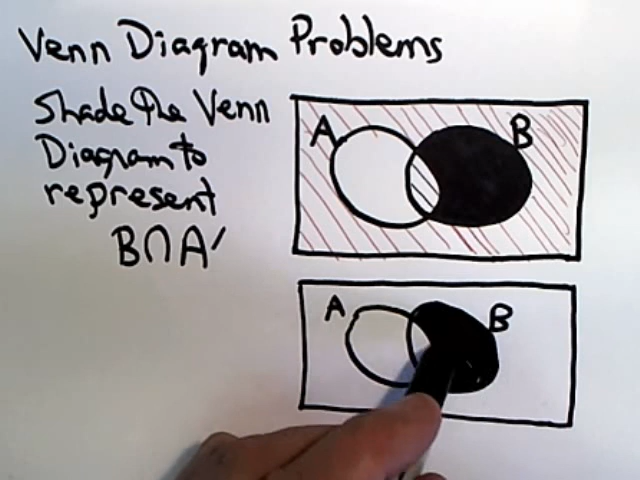 Venn Diagram Problems
Shade the Venn
Diagram to
represent
B∩A′
A B
A B